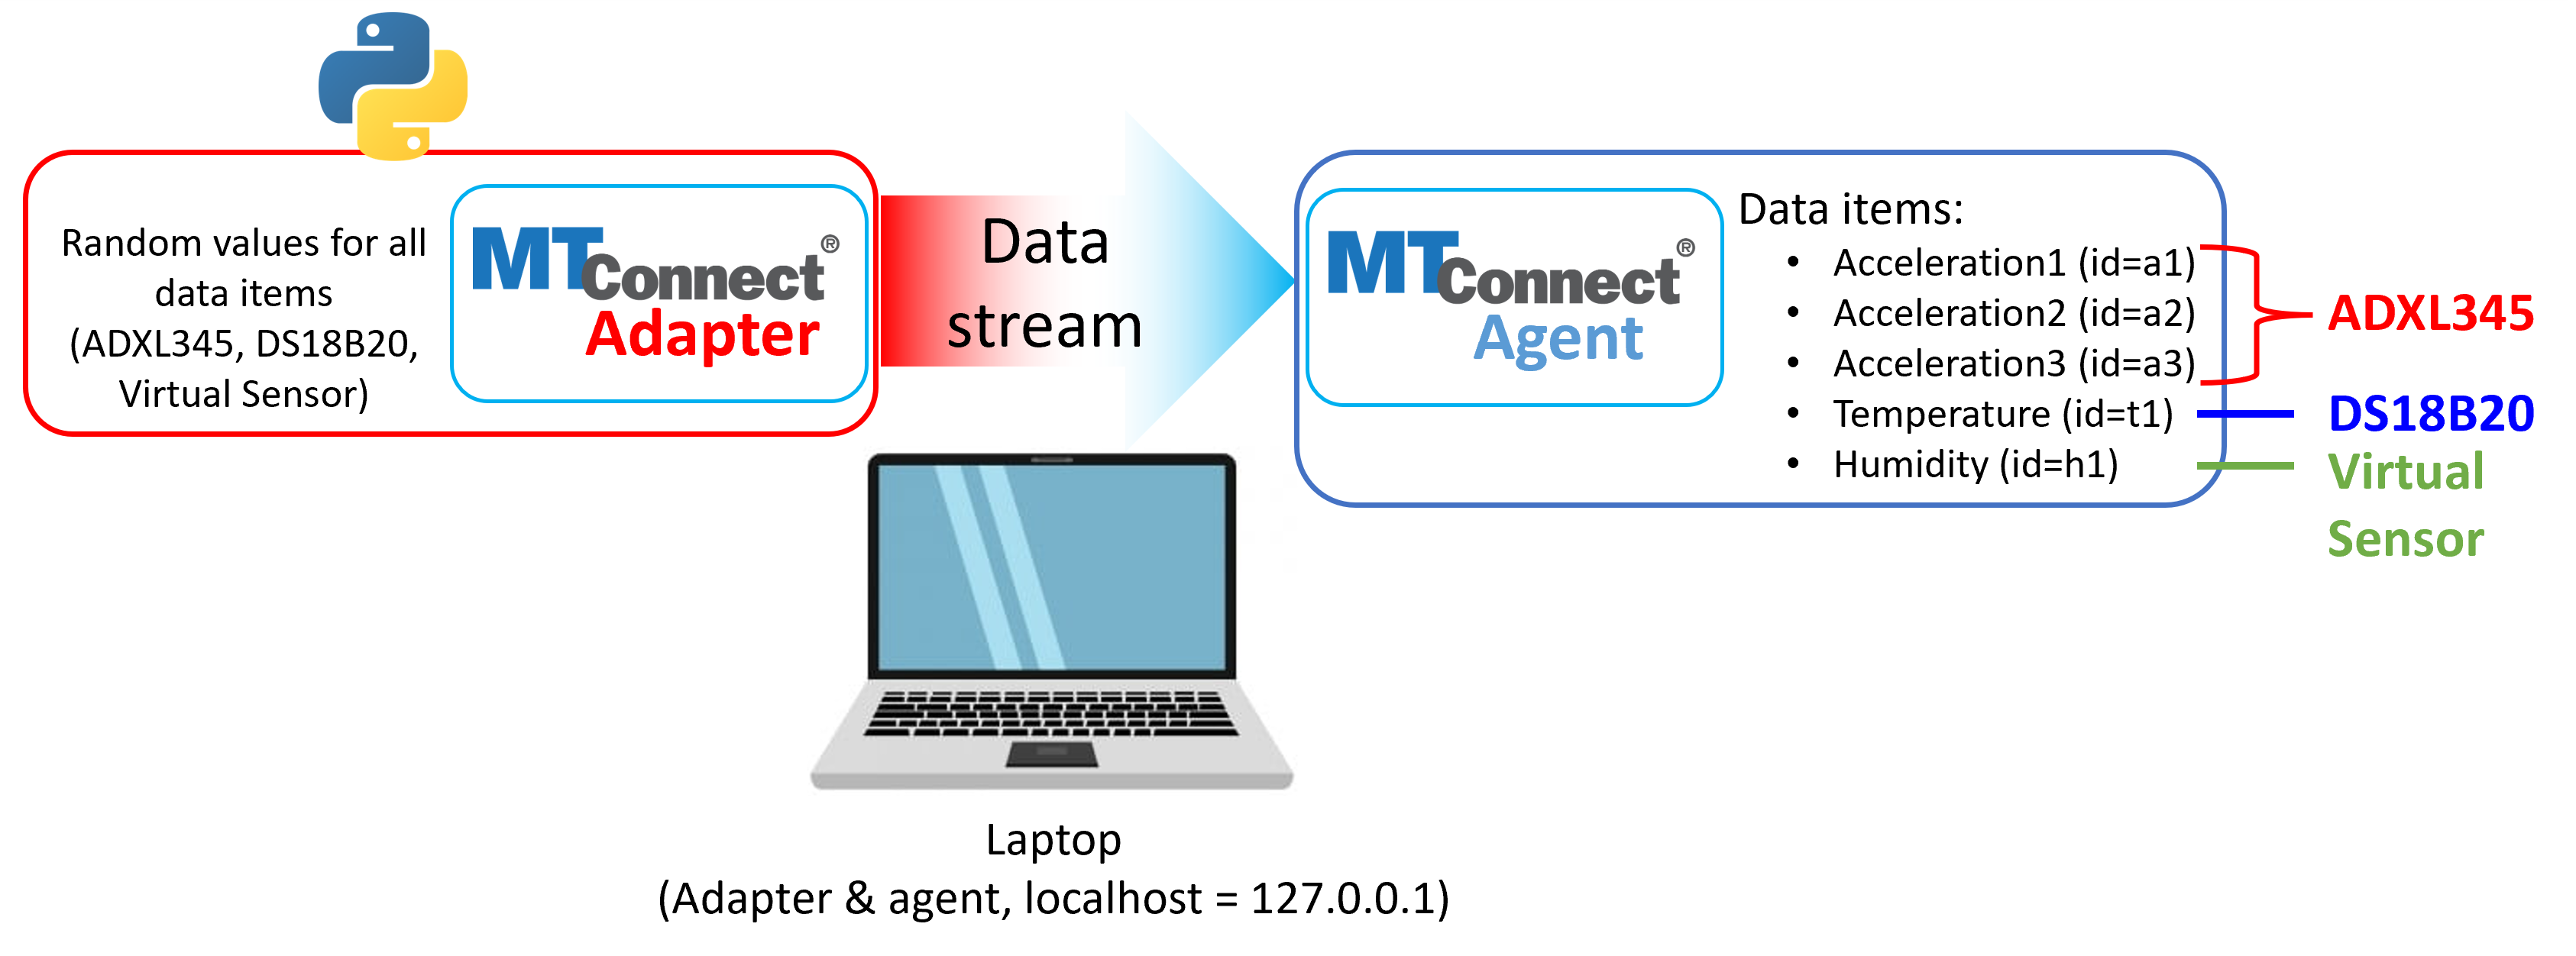 Random values for all
data items
(ADXL345, DS18B20,
Virtual Sensor)
MTConnect®
Adapter
Data
stream
MTConnect®
Agent
Data items:
• Acceleration1 (id=a1)
• Acceleration2 (id=a2)
• Acceleration3 (id=a3)
• Temperature (id=t1)
• Humidity (id=h1)
ADXL345
DS18B20
Virtual
Sensor
Laptop
(Adapter & agent, localhost = 127.0.0.1)